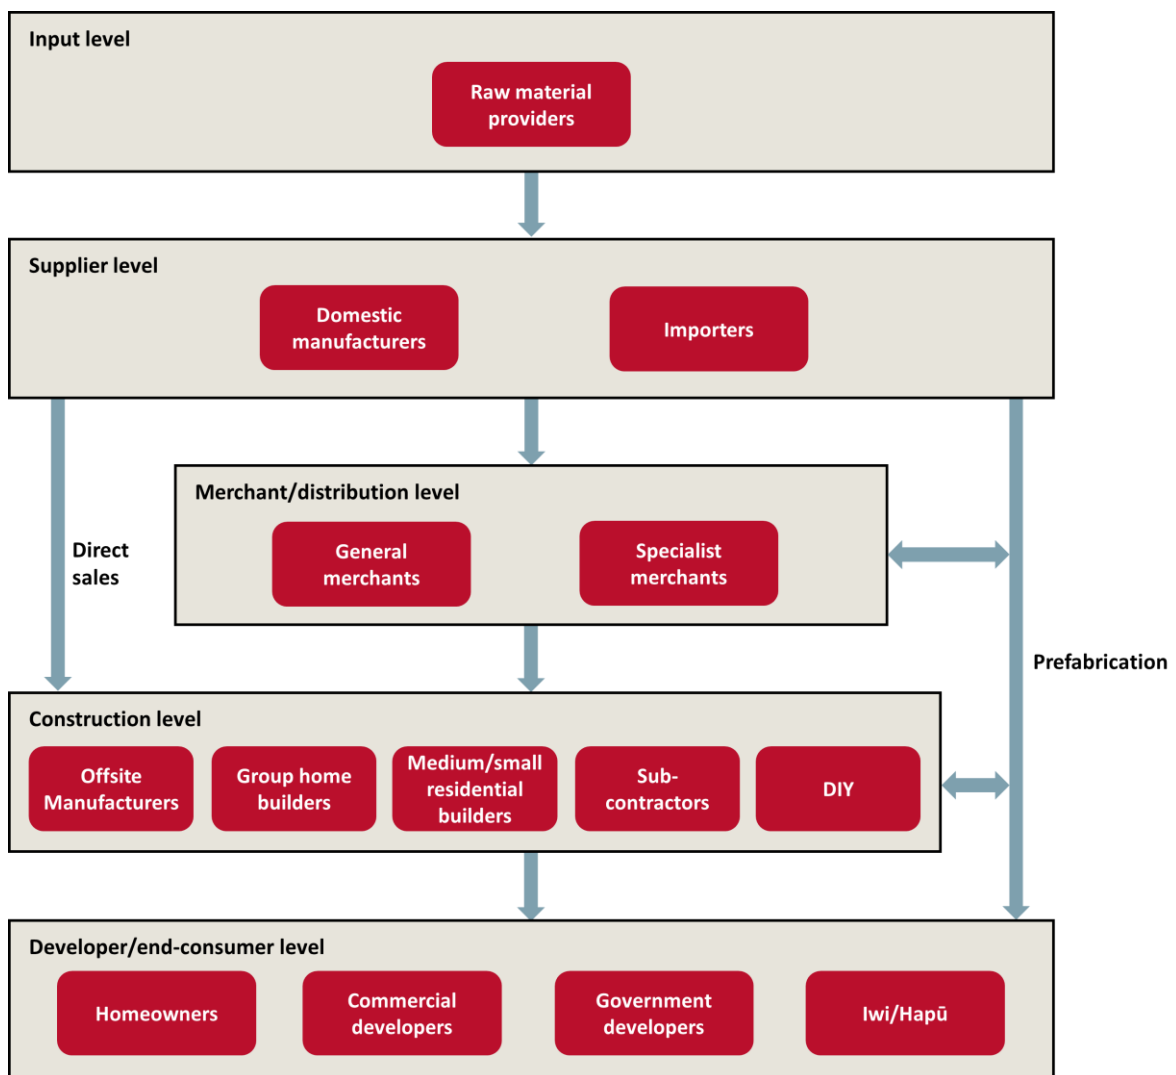 Input level
Raw material
providers
Supplier level
Domestic
manufacturers
Importers
Direct
sales
Merchant/distribution level
General
merchants
Specialist
merchants
Prefabrication
Construction level
Offsite
Manufacturers
Group home
builders
Medium/small
residential
builders
Sub-
contractors
DIY
Developer/end-consumer level
Homeowners
Commercial
developers
Government
developers
Iwi/Hapū